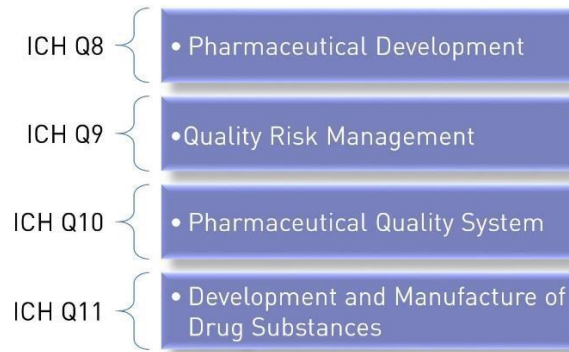 ICH Q8
• Pharmaceutical Development
ICH Q9
•Quality Risk Management
ICH Q10
• Pharmaceutical Quality System
ICH Q11
• Development and Manufacture of
Drug Substances